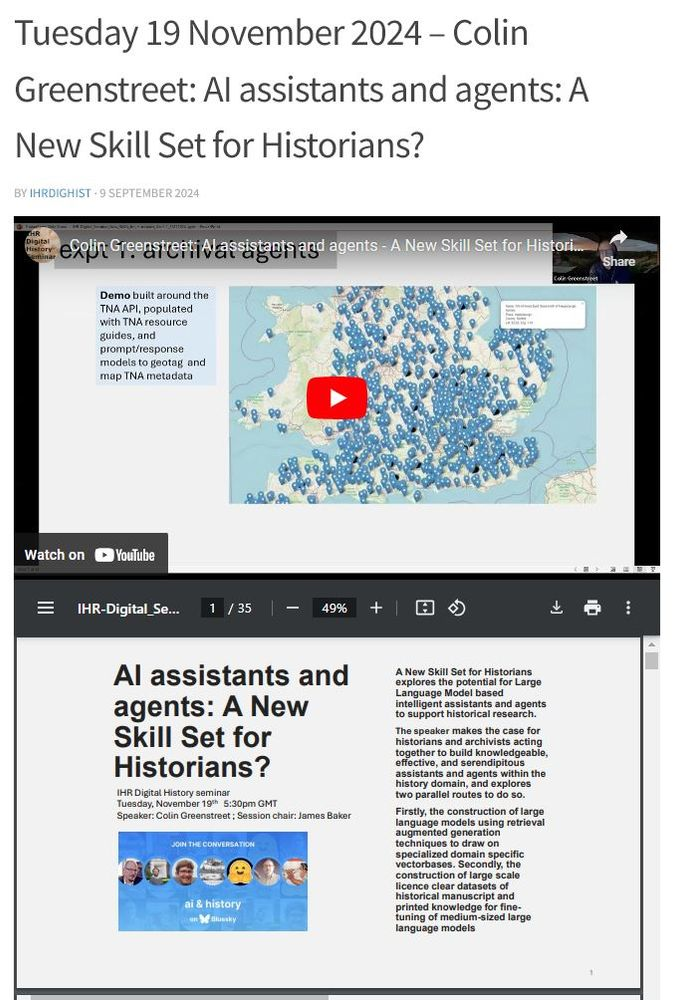 Tuesday 19 November 2024 – Colin
Greenstreet: AI assistants and agents: A
New Skill Set for Historians?
BY IHRDIGHIST · 9 SEPTEMBER 2024
IHR
Digital
History
Seminar
Colin Greenstreet: AI assistants and agents - A New Skill Set for Histori...
expt 1: archival agents
Share
Colin Greenstreet
Demo built around the
TNA API, populated
with TNA resource
guides, and
prompt/response
models to geotag and
map TNA metadata
Watch on YouTube
IHR-Digital_Se...
1 / 35
49%
AI assistants and
agents: A New
Skill Set for
Historians?
IHR Digital History seminar
Tuesday, November 19th 5:30pm GMT
Speaker: Colin Greenstreet ; Session chair: James Baker
JOIN THE CONVERSATION
ai & history
on Bluesky
A New Skill Set for Historians
explores the potential for Large
Language Model based
intelligent assistants and agents
to support historical research.
The speaker makes the case for
historians and archivists acting
together to build knowledgeable,
effective, and serendipitous
assistants and agents within the
history domain, and explores
two parallel routes to do so.
Firstly, the construction of large
language models using retrieval
augmented generation
techniques to draw on
specialized domain specific
vectorbases. Secondly, the
construction of large scale
licence clear datasets of
historical manuscript and
printed knowledge for fine-
tuning of medium-sized large
language models
1